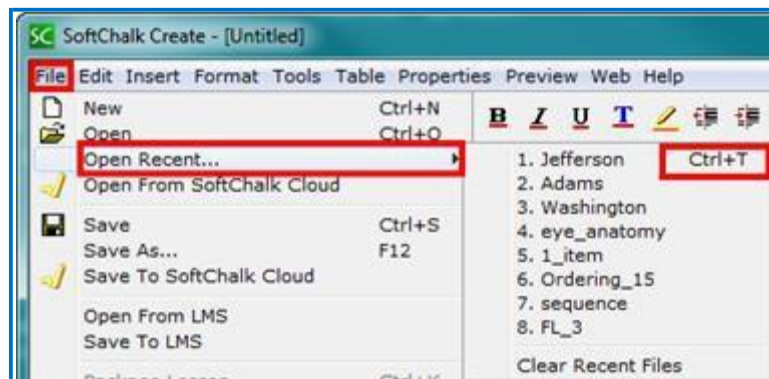 SC SoftChalk Create - [Untitled]
File Edit Insert Format Tools Table Properties Preview Web Help
New Ctrl+N
Open Ctrl+O
Open Recent...
Open From SoftChalk Cloud
Save Ctrl+S
Save As... F12
Save To SoftChalk Cloud
Open From LMS
Save To LMS
B I U T
1. Jefferson Ctrl+T
2. Adams
3. Washington
4. eye_anatomy
5. 1_item
6. Ordering_15
7. sequence
8. FL_3
Clear Recent Files